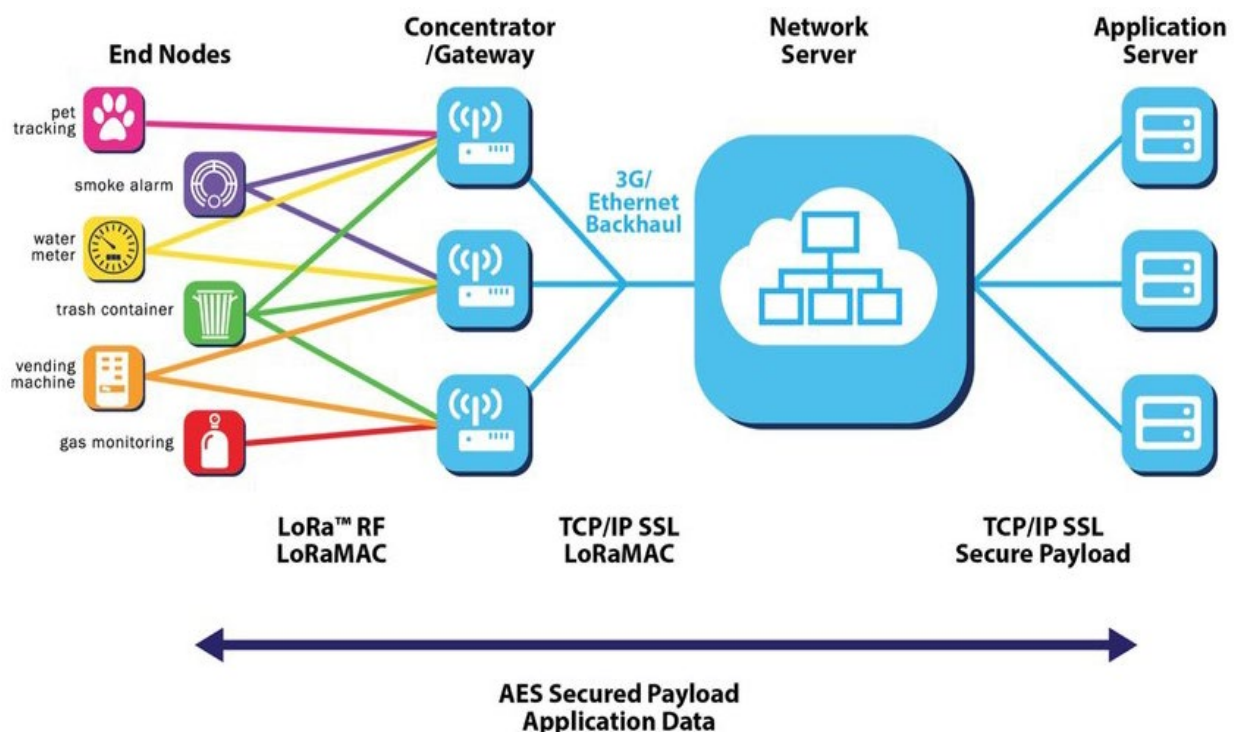 End Nodes
Concentrator
/Gateway
Network
Server
Application
Server
pet
tracking
smoke alarm
water
meter
trash container
vending
machine
gas monitoring
3G/
Ethernet
Backhaul
LoRa™ RF
LoRaMAC
TCP/IP SSL
LoRaMAC
TCP/IP SSL
Secure Payload
AES Secured Payload
Application Data